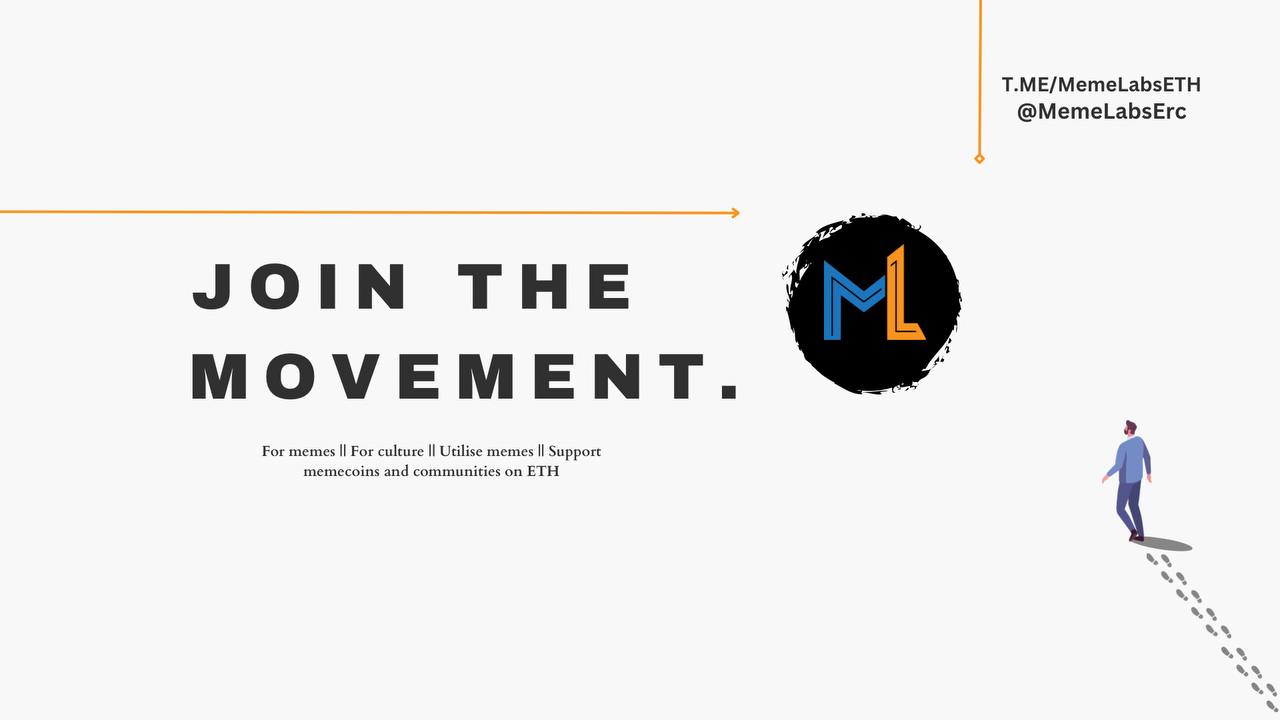 T.ME/MemeLabsETH
@MemeLabsErc
JOIN THE
MOVEMENT.
ML
For memes || For culture || Utilise memes || Support
memecoins and communities on ETH